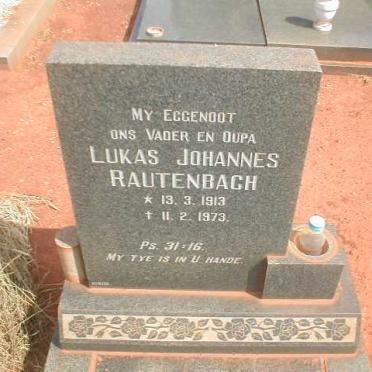 MY EGGENOOT
ONS VADER EN OUPA
LUKAS JOHANNES
RAUTENBACH
* 13. 3. 1913
† 11. 2. 1973.
PS. 31:16.
MY TYE IS IN U HANDE.